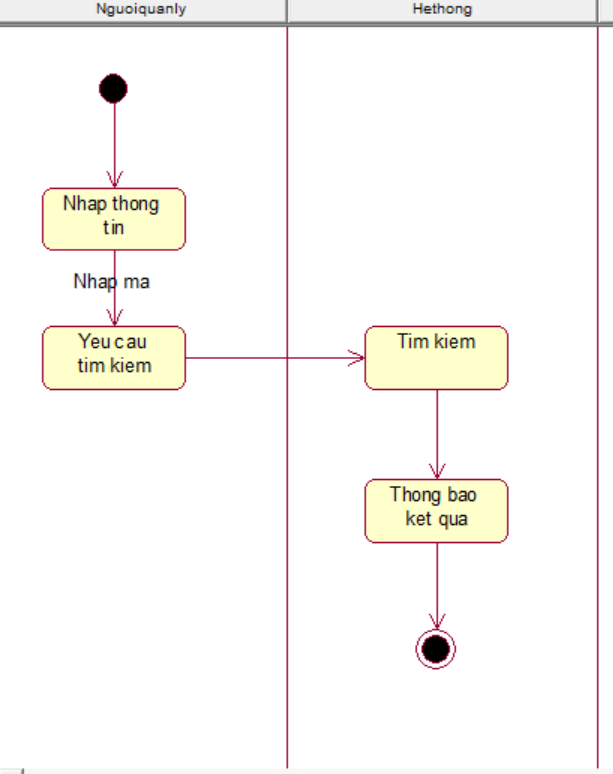 Nguoiquanly
Hethong
Nhap thong
tin
Nhap ma
Yeu cau
tim kiem
Tim kiem
Thong bao
ket qua